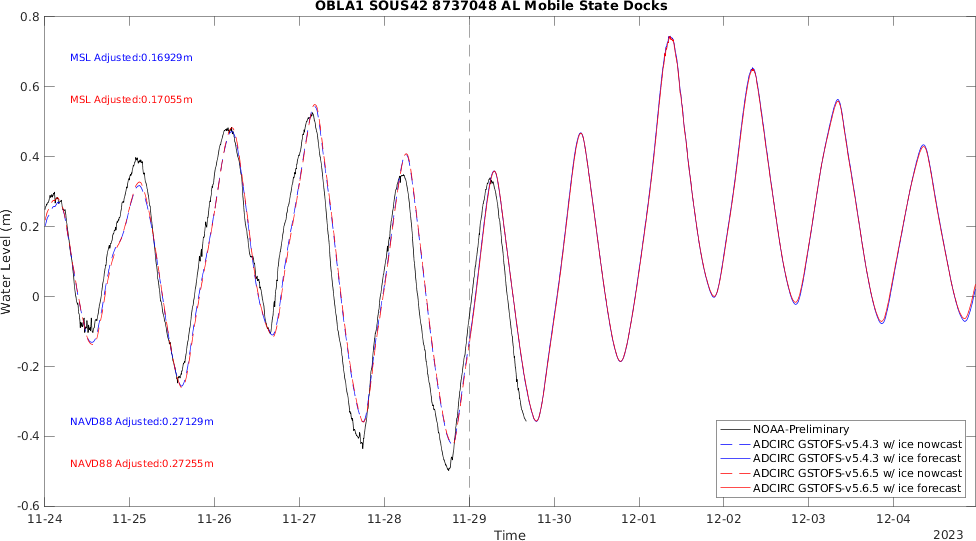 OBLA1 SOUS42 8737048 AL Mobile State Docks
0.8
0.6
0.4
0.2
0
-0.2
-0.4
-0.6
Water Level (m)
MSL Adjusted:0.16929m
MSL Adjusted:0.17055m
NAVD88 Adjusted:0.27129m
NAVD88 Adjusted:0.27255m
NOAA-Preliminary
ADCIRC GSTOFS-v5.4.3 w/ ice nowcast
ADCIRC GSTOFS-v5.4.3 w/ ice forecast
ADCIRC GSTOFS-v5.6.5 w/ ice nowcast
ADCIRC GSTOFS-v5.6.5 w/ ice forecast
11-24 11-25 11-26 11-27 11-28 11-29 11-30 12-01 12-02 12-03 12-04
Time
2023